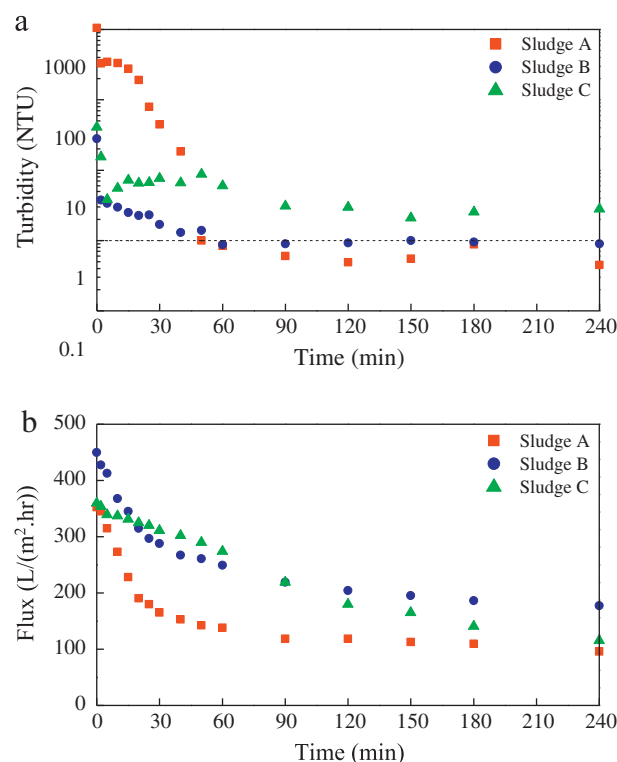 a
Sludge A
Sludge B
Sludge C
Turbidity (NTU)
1000
100
10
1
0.1
0 30 60 90 120 150 180 210 240
Time (min)
b
Sludge A
Sludge B
Sludge C
Flux (L/(m².hr))
500
400
300
200
100
0
0 30 60 90 120 150 180 210 240
Time (min)